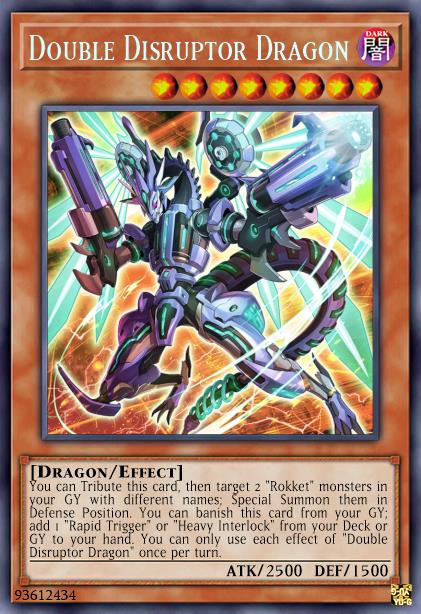 DOUBLE DISRUPTOR DRAGON
DARK
闇
[DRAGON/EFFECT]
You can Tribute this card, then target 2 "Rokket" monsters in
your GY with different names; Special Summon them in
Defense Position. You can banish this card from your GY;
add 1 "Rapid Trigger" or "Heavy Interlock" from your Deck or
GY to your hand. You can only use each effect of "Double
Disruptor Dragon" once per turn.
ATK/2500 DEF/1500
93612434